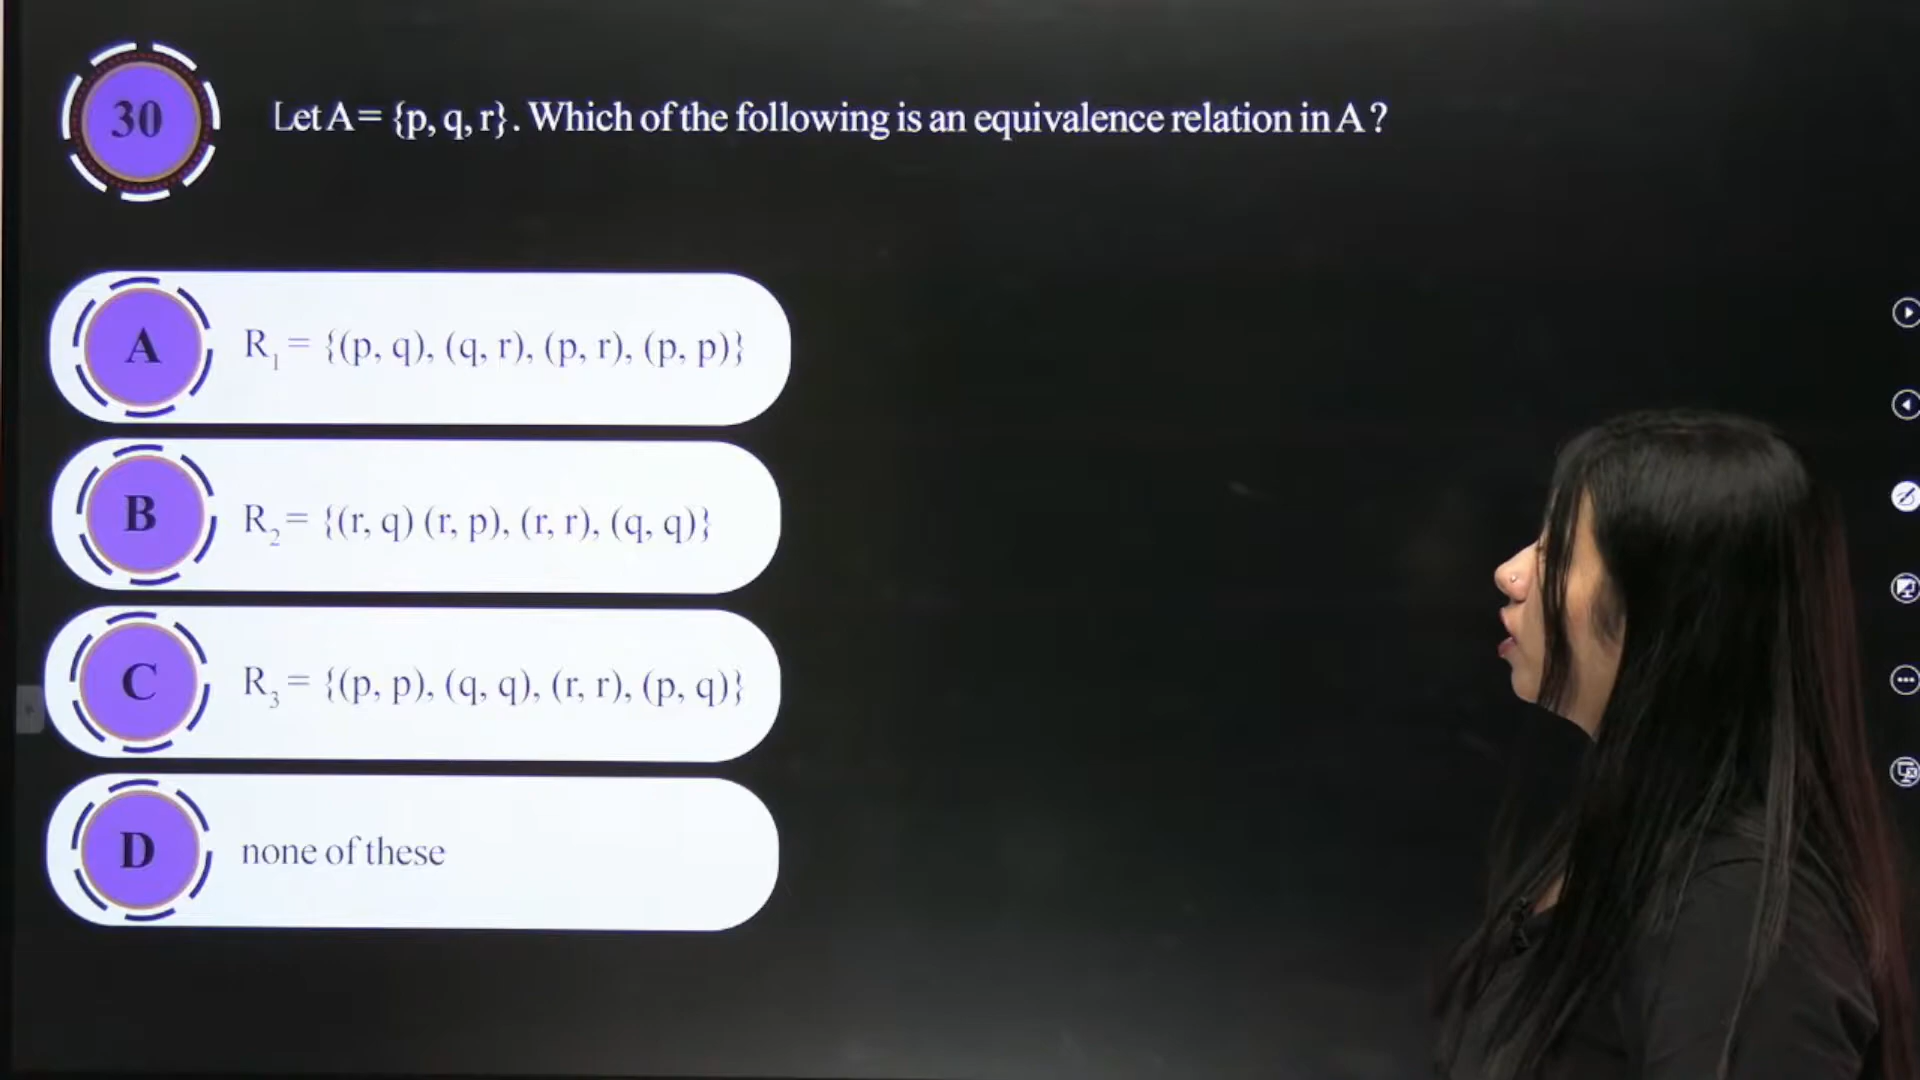 30
Let A = {p, q, r}. Which of the following is an equivalence relation in A ?
A
R₁ = {(p, q), (q, r), (p, r), (p, p)}
B
R₂ = {(r, q) (r, p), (r, r), (q, q)}
C
R₃ = {(p, p), (q, q), (r, r), (p, q)}
D
none of these